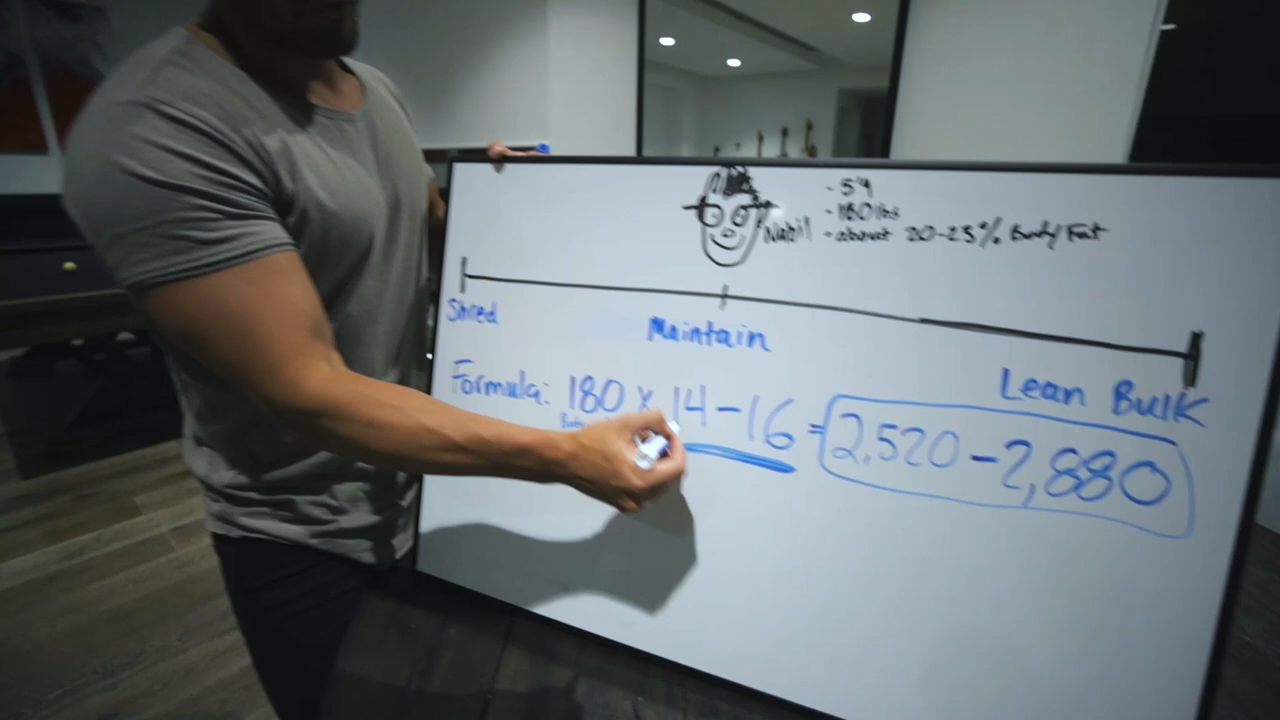 - 5'9
- 180 lbs
Nabil - about 20-25% Body Fat
Shred
Maintain
Lean Bulk
Formula: 180 x 14-16 = 2,520-2,880